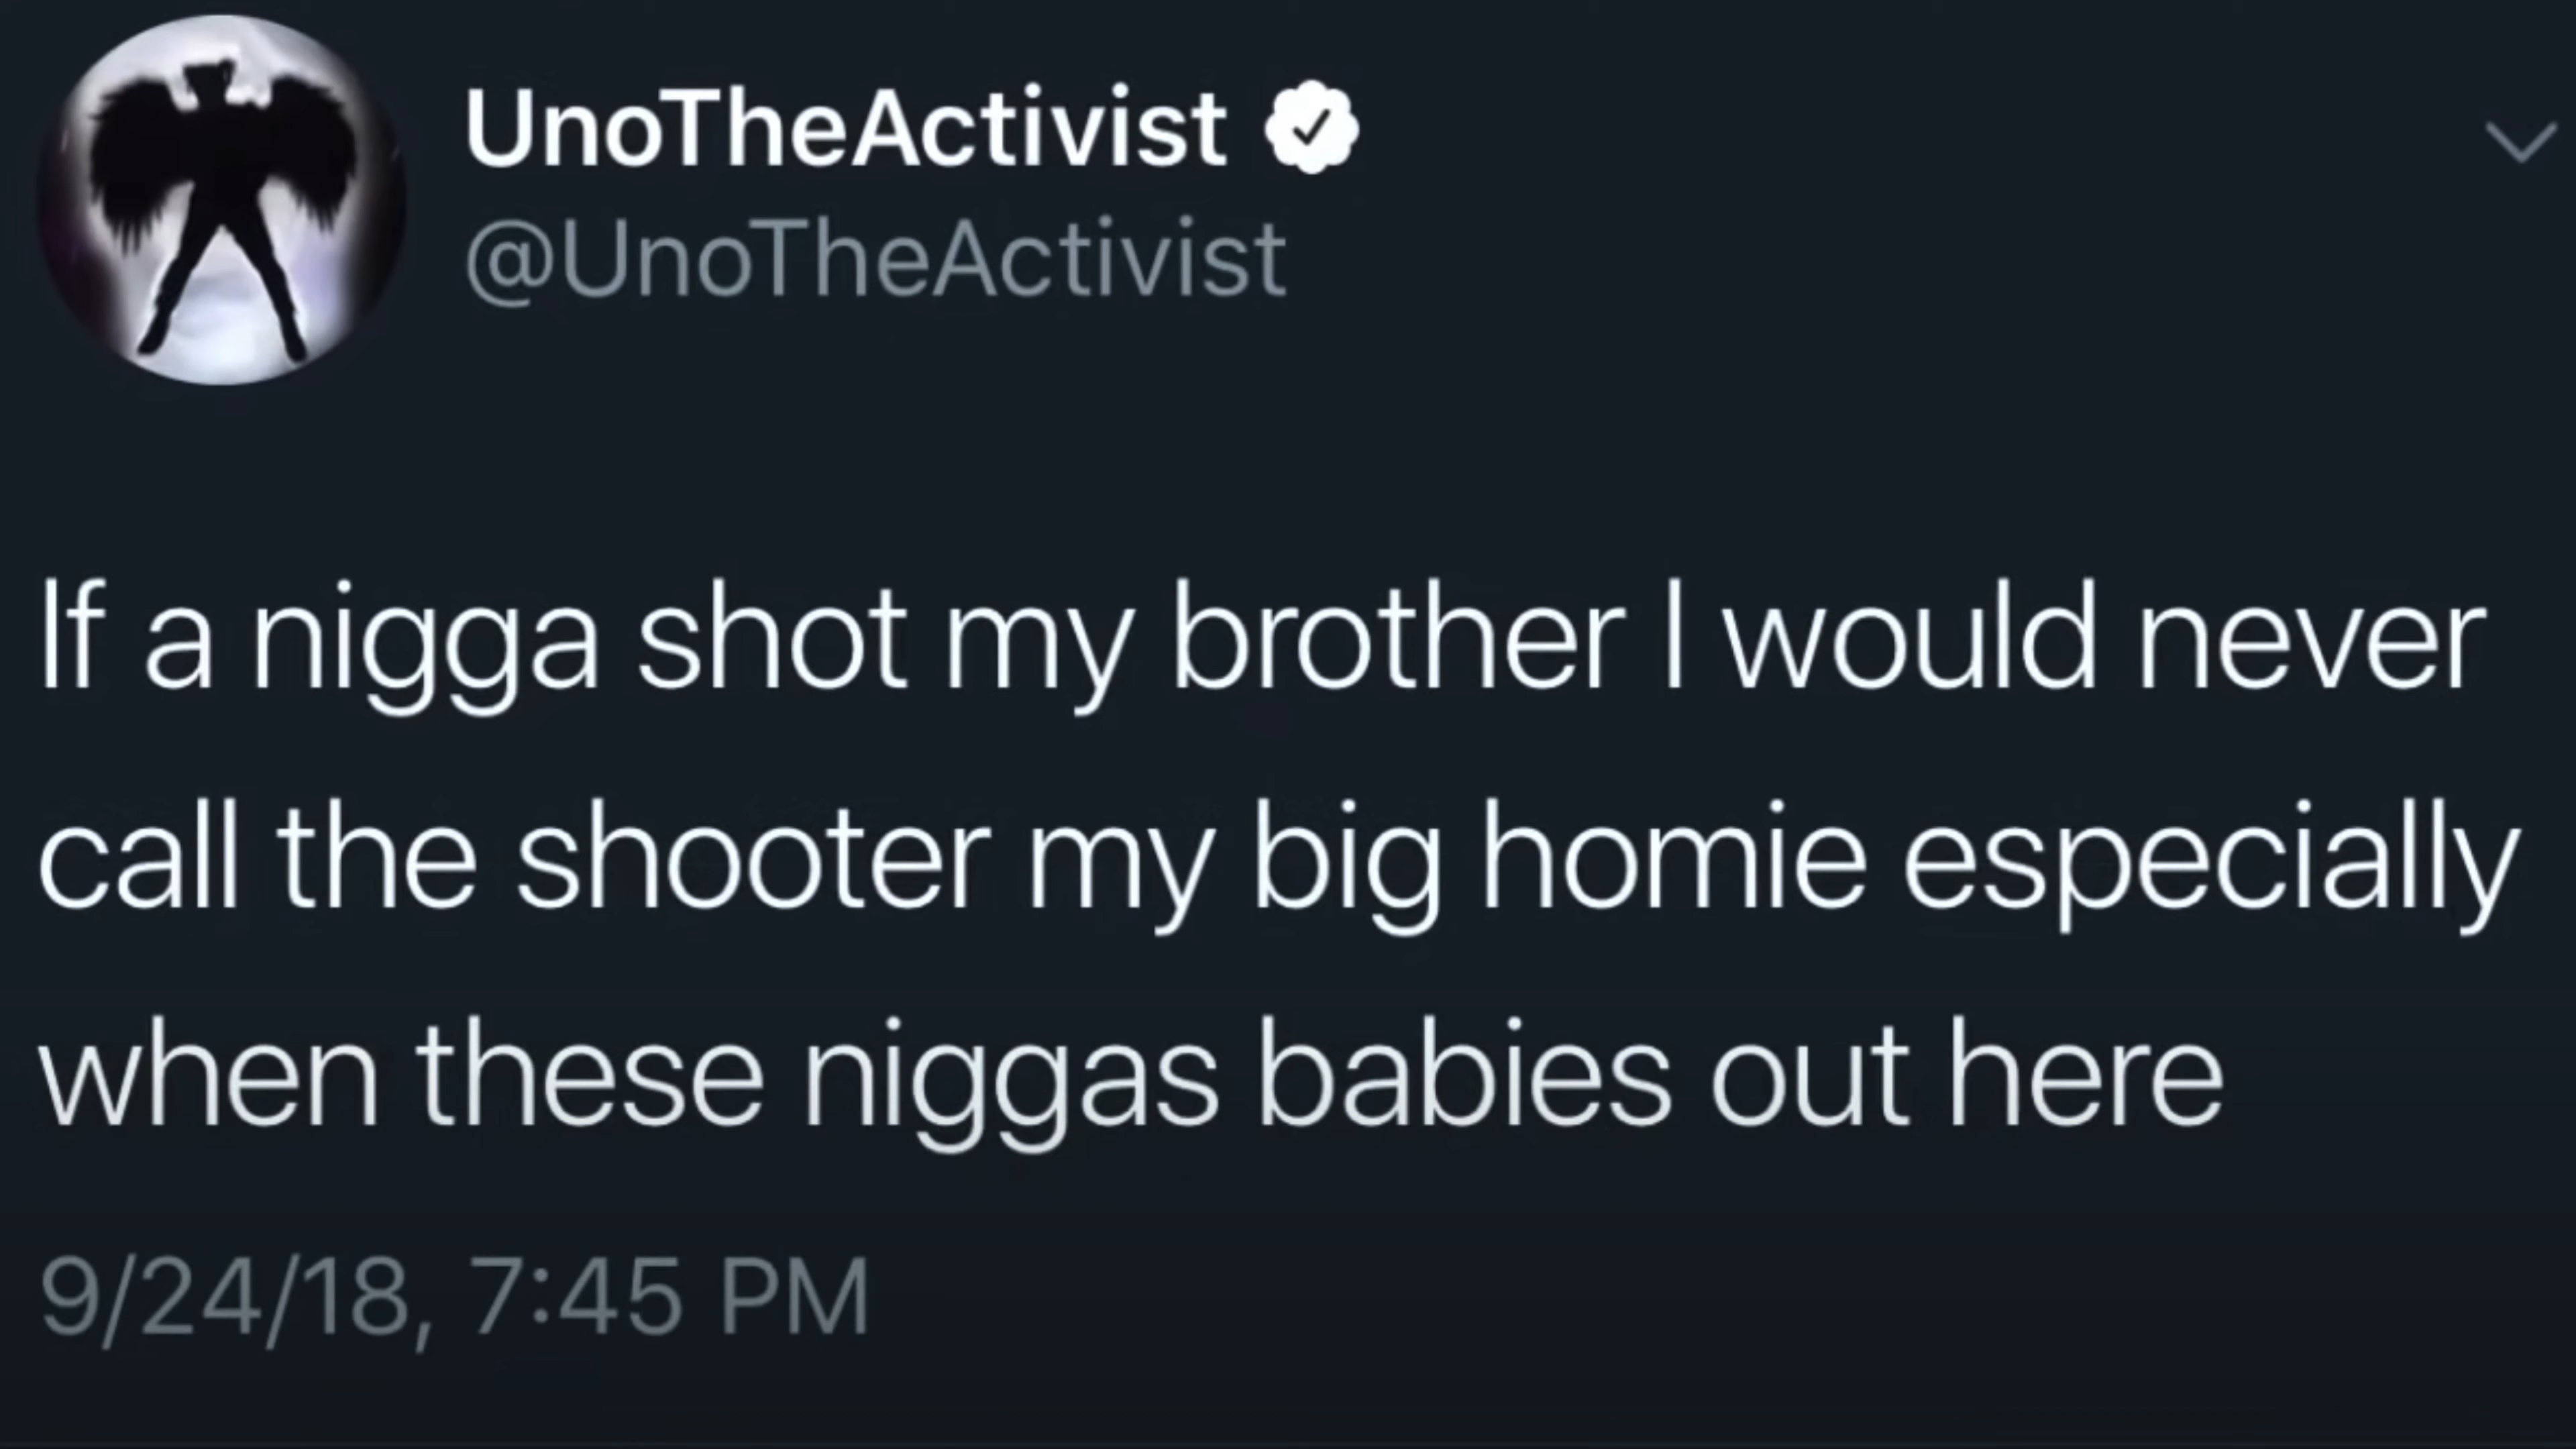 UnoTheActivist
@UnoTheActivist
If a nigga shot my brother I would never
call the shooter my big homie especially
when these niggas babies out here
9/24/18, 7:45 PM